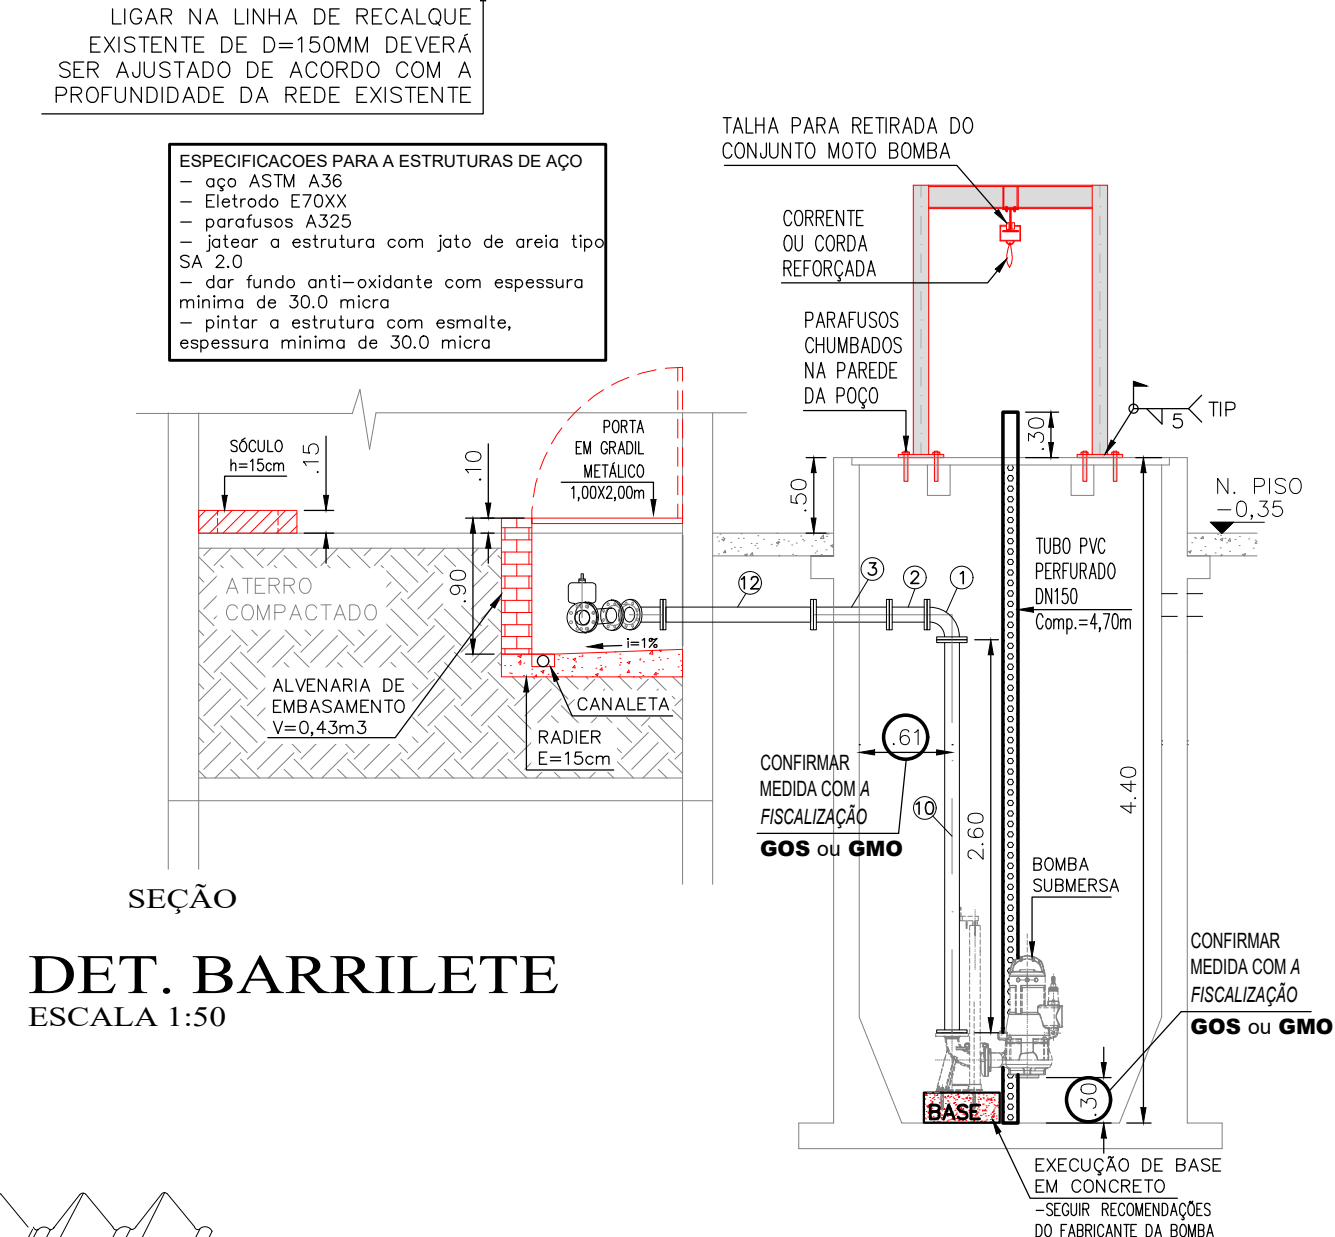 LIGAR NA LINHA DE RECALQUE
EXISTENTE DE D=150MM DEVERÁ
SER AJUSTADO DE ACORDO COM A
PROFUNDIDADE DA REDE EXISTENTE
ESPECIFICACOES PARA A ESTRUTURAS DE AÇO
– aço ASTM A36
– Eletrodo E70XX
– parafusos A325
– jatear a estrutura com jato de areia tipo
SA 2.0
– dar fundo anti–oxidante com espessura
minima de 30.0 micra
– pintar a estrutura com esmalte,
espessura minima de 30.0 micra
TALHA PARA RETIRADA DO
CONJUNTO MOTO BOMBA
CORRENTE
OU CORDA
REFORÇADA
PARAFUSOS
CHUMBADOS
NA PAREDE
DA POÇO
5
TIP
.30
.50
N. PISO
–0,35
SÓCULO
h=15cm
.15
.10
PORTA
EM GRADIL
METÁLICO
1,00X2,00m
.90
ATERRO
COMPACTADO
12
3
2
1
TUBO PVC
PERFURADO
DN150
Comp.=4,70m
i=1%
ALVENARIA DE
EMBASAMENTO
V=0,43m3
CANALETA
RADIER
E=15cm
.61
CONFIRMAR
MEDIDA COM A
FISCALIZAÇÃO
GOS ou GMO
10
2.60
4.40
BOMBA
SUBMERSA
SEÇÃO
DET. BARRILETE
ESCALA 1:50
CONFIRMAR
MEDIDA COM A
FISCALIZAÇÃO
GOS ou GMO
.30
BASE
EXECUÇÃO DE BASE
EM CONCRETO
–SEGUIR RECOMENDAÇÕES
DO FABRICANTE DA BOMBA